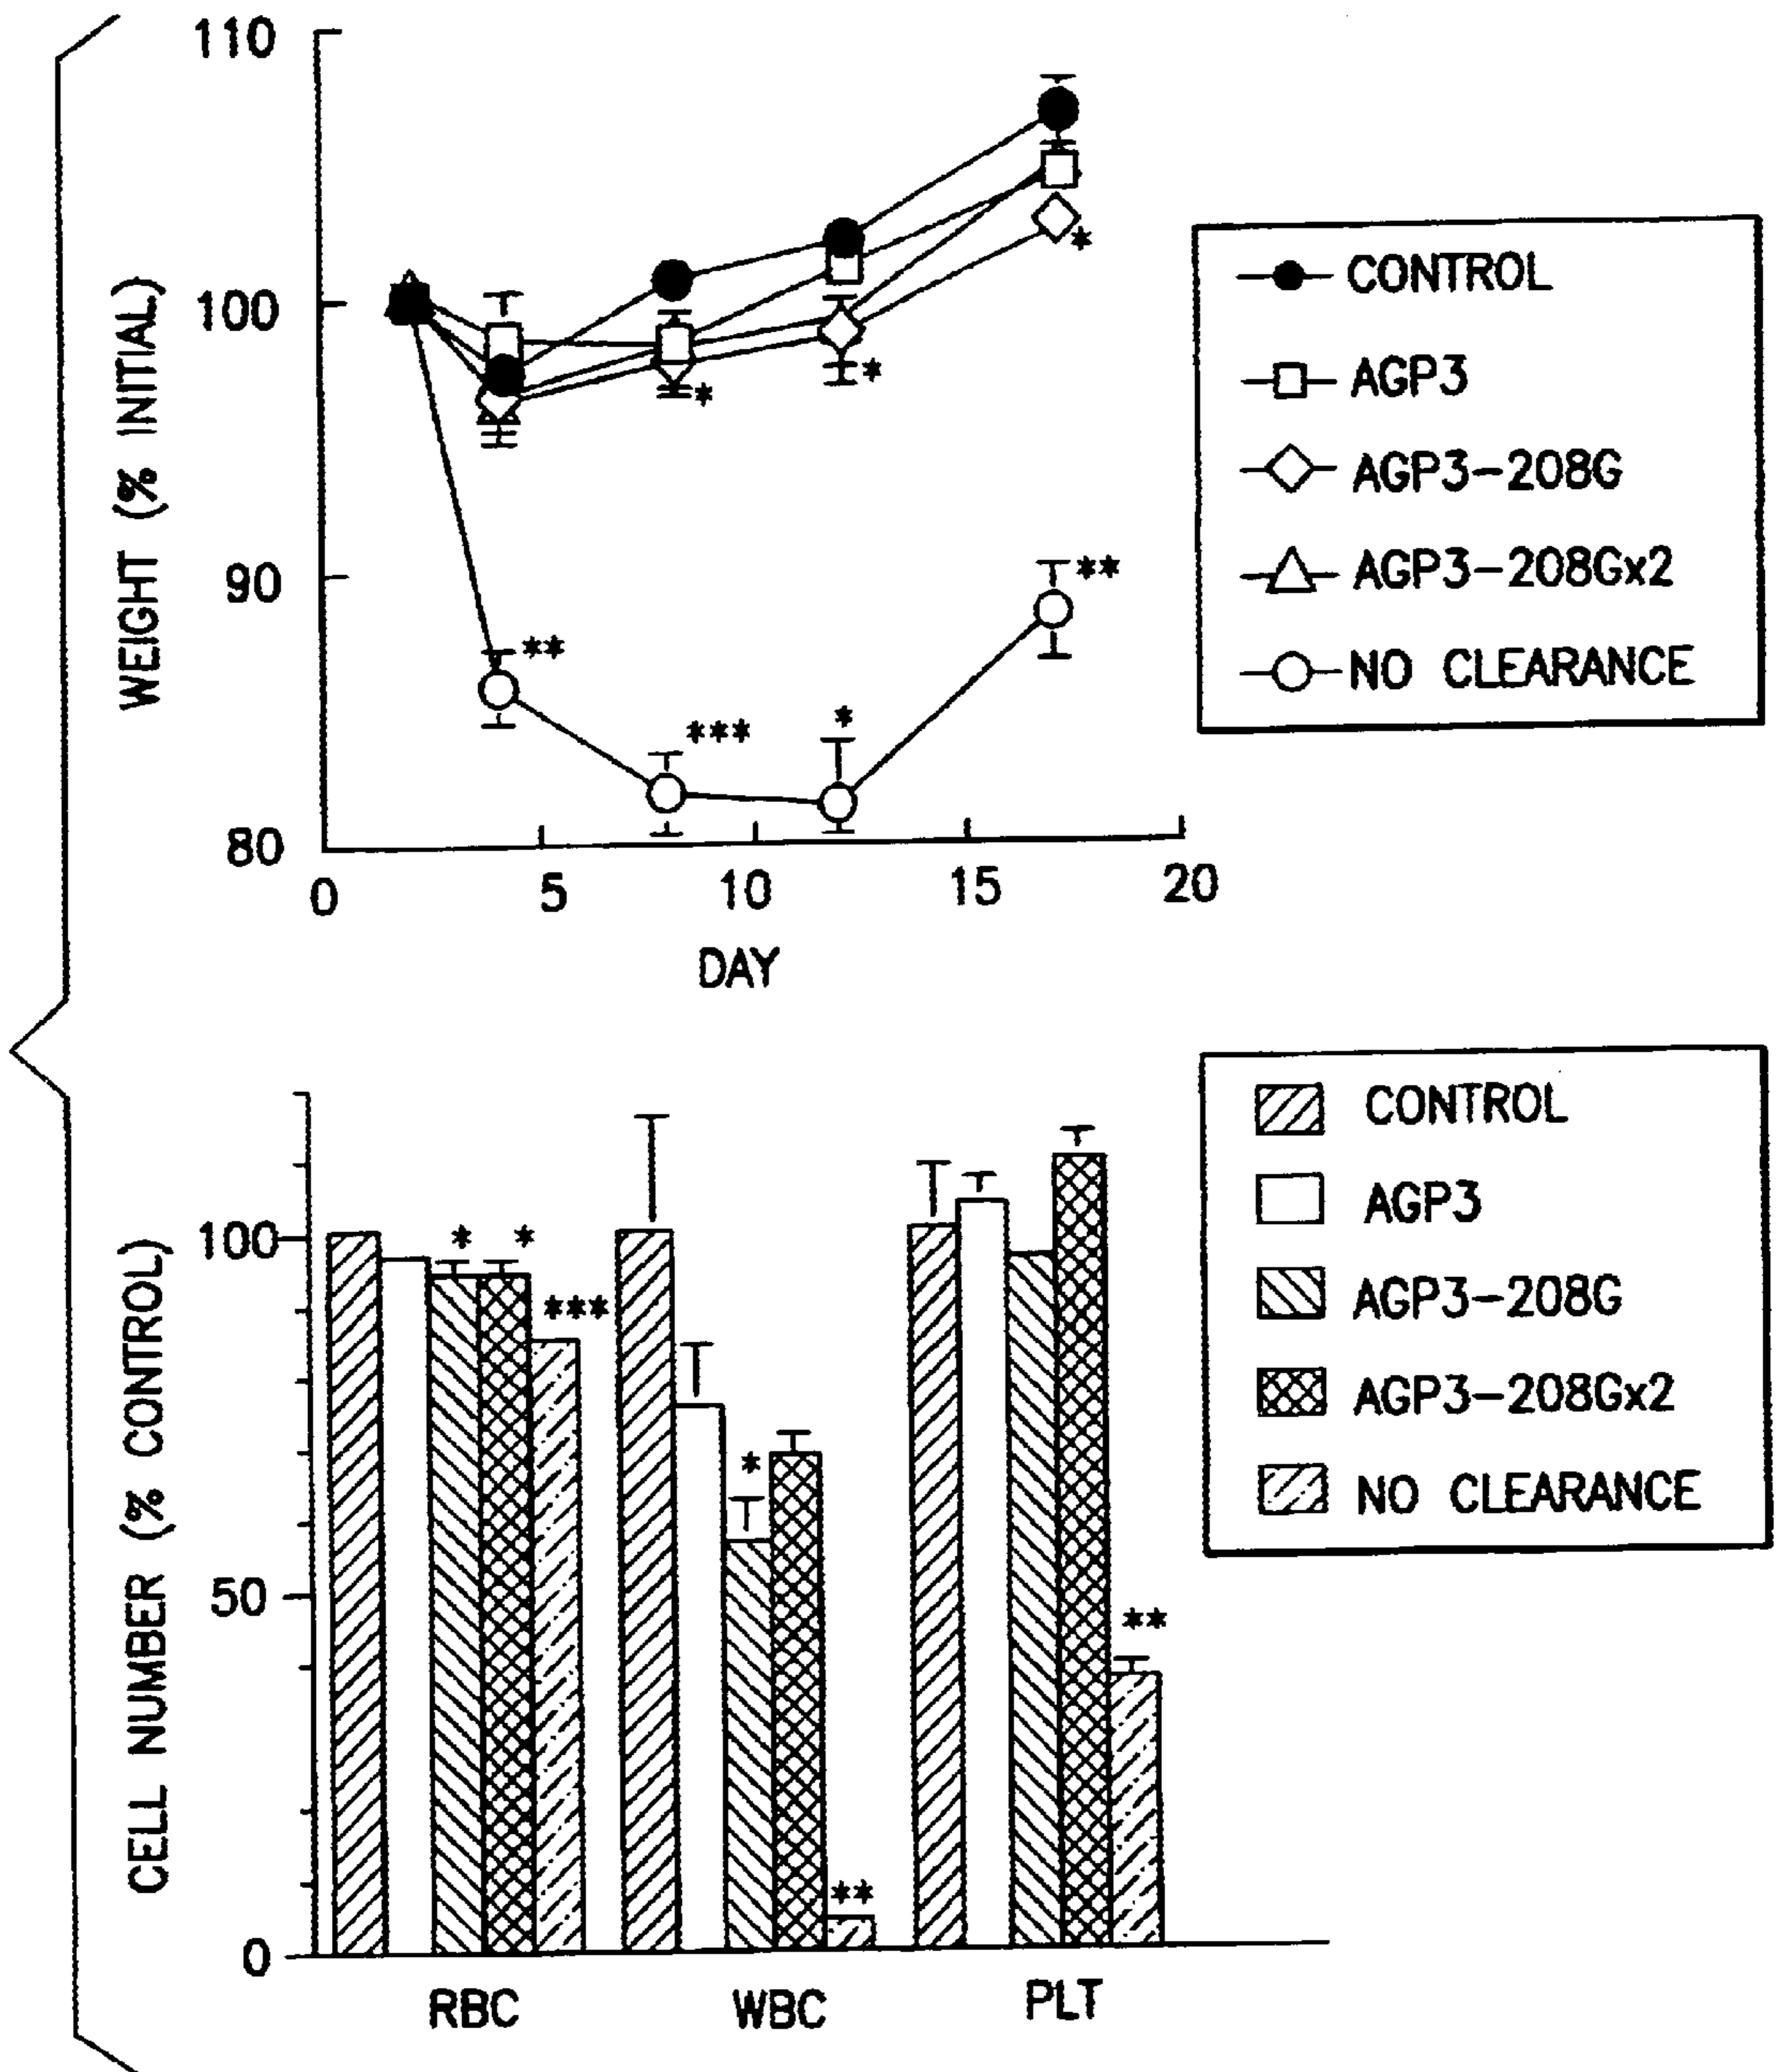 110
100
90
80
WEIGHT (% INITIAL)
*
*
*
**
***
*
**
0 5 10 15 20
DAY
CONTROL
AGP3
AGP3-208G
AGP3-208Gx2
NO CLEARANCE
100
50
0
CELL NUMBER (% CONTROL)
* * ***
* **
**
RBC WBC PLT
CONTROL
AGP3
AGP3-208G
AGP3-208Gx2
NO CLEARANCE